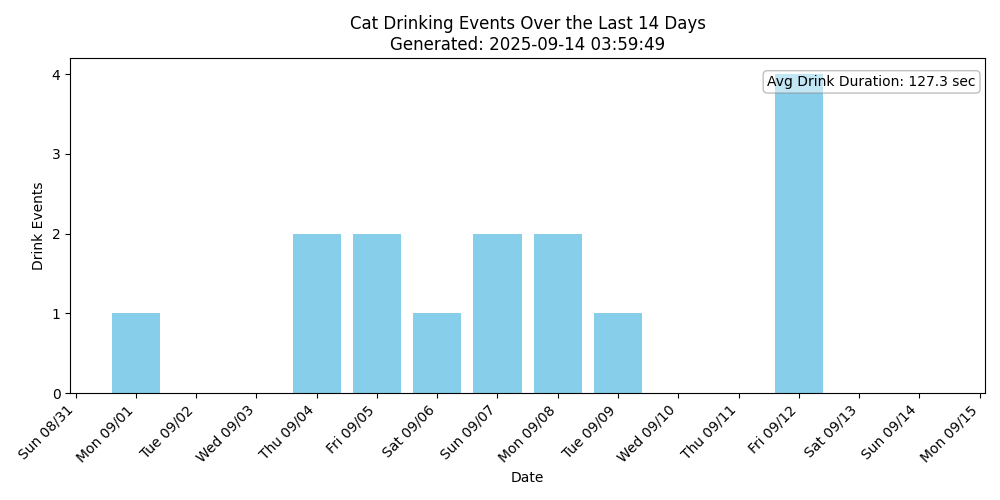 Cat Drinking Events Over the Last 14 Days
Generated: 2025-09-14 03:59:49
Avg Drink Duration: 127.3 sec
Drink Events
4
3
2
1
0
Sun 08/31
Mon 09/01
Tue 09/02
Wed 09/03
Thu 09/04
Fri 09/05
Sat 09/06
Sun 09/07
Mon 09/08
Tue 09/09
Wed 09/10
Thu 09/11
Fri 09/12
Sat 09/13
Sun 09/14
Mon 09/15
Date